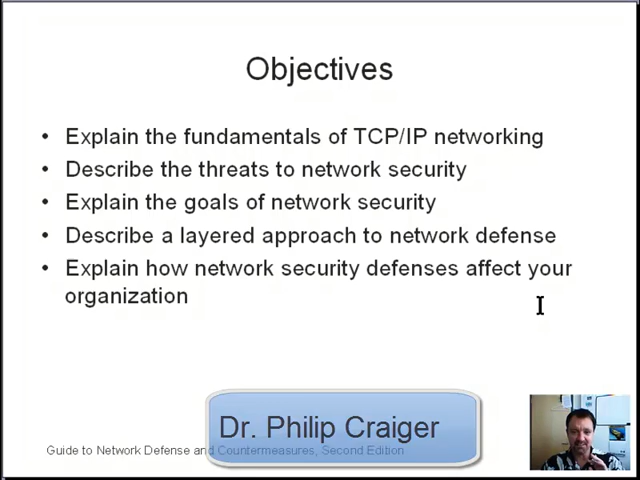 Objectives
• Explain the fundamentals of TCP/IP networking
• Describe the threats to network security
• Explain the goals of network security
• Describe a layered approach to network defense
• Explain how network security defenses affect your
organization
Dr. Philip Craiger
Guide to Network Defense and Countermeasures, Second Edition